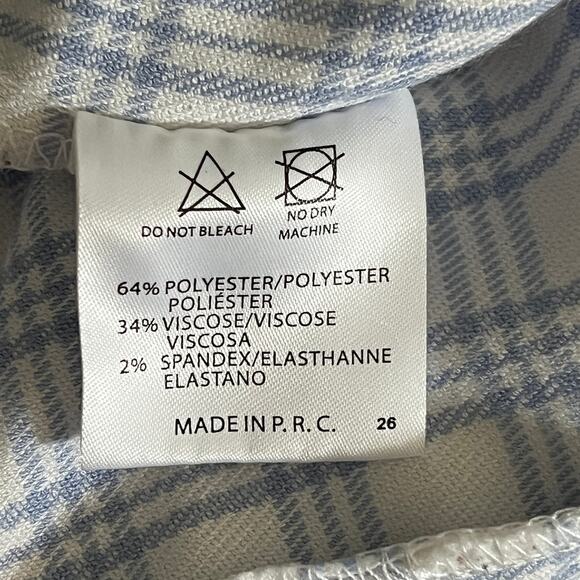 DO NOT BLEACH
NO DRY
MACHINE
64% POLYESTER/POLYESTER
POLIÉSTER
34% VISCOSE/VISCOSE
VISCOSA
2% SPANDEX/ELASTHANNE
ELASTANO
MADE IN P. R. C. 26